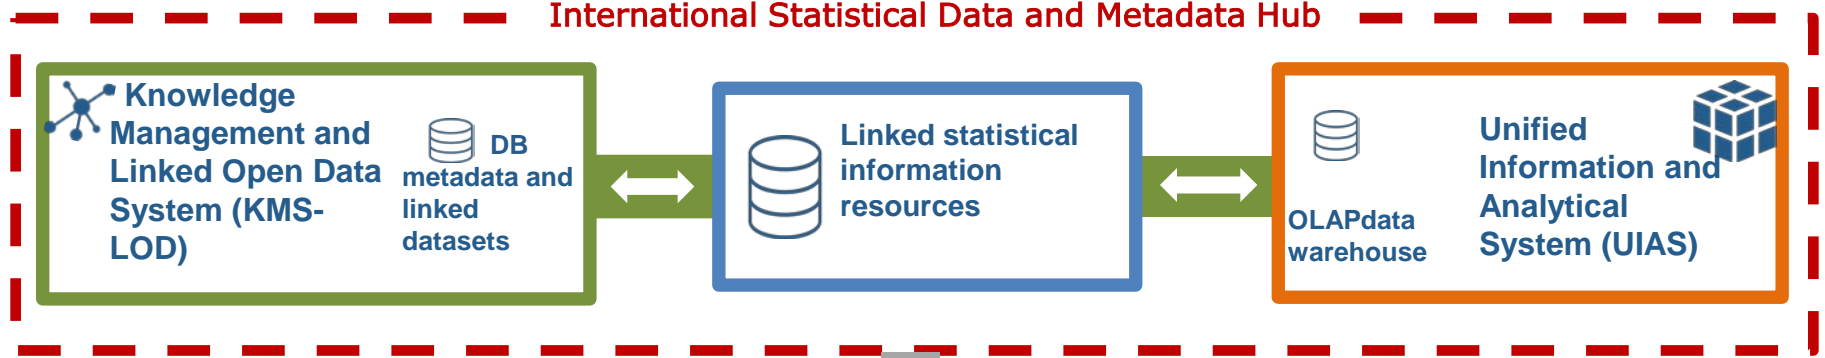 International Statistical Data and Metadata Hub
Knowledge
Management and
Linked Open Data
System (KMS-
LOD)
DB
metadata and
linked
datasets
Linked statistical
information
resources
OLAPdata
warehouse
Unified
Information and
Analytical
System (UIAS)